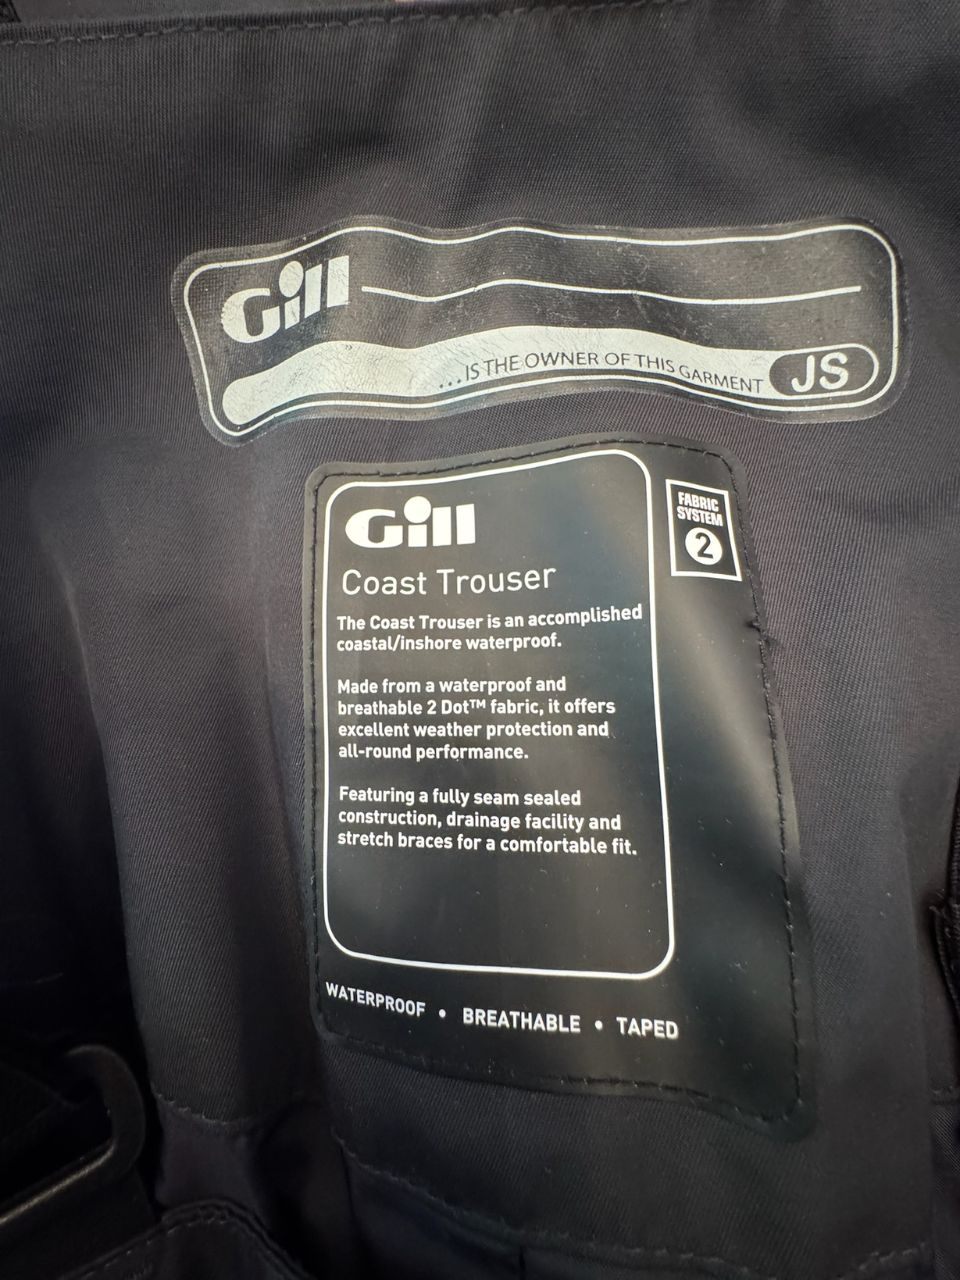 Gill
...IS THE OWNER OF THIS GARMENT JS
Gill
FABRIC
SYSTEM
2
Coast Trouser
The Coast Trouser is an accomplished
coastal/inshore waterproof.
Made from a waterproof and
breathable 2 Dot™ fabric, it offers
excellent weather protection and
all-round performance.
Featuring a fully seam sealed
construction, drainage facility and
stretch braces for a comfortable fit.
WATERPROOF • BREATHABLE • TAPED